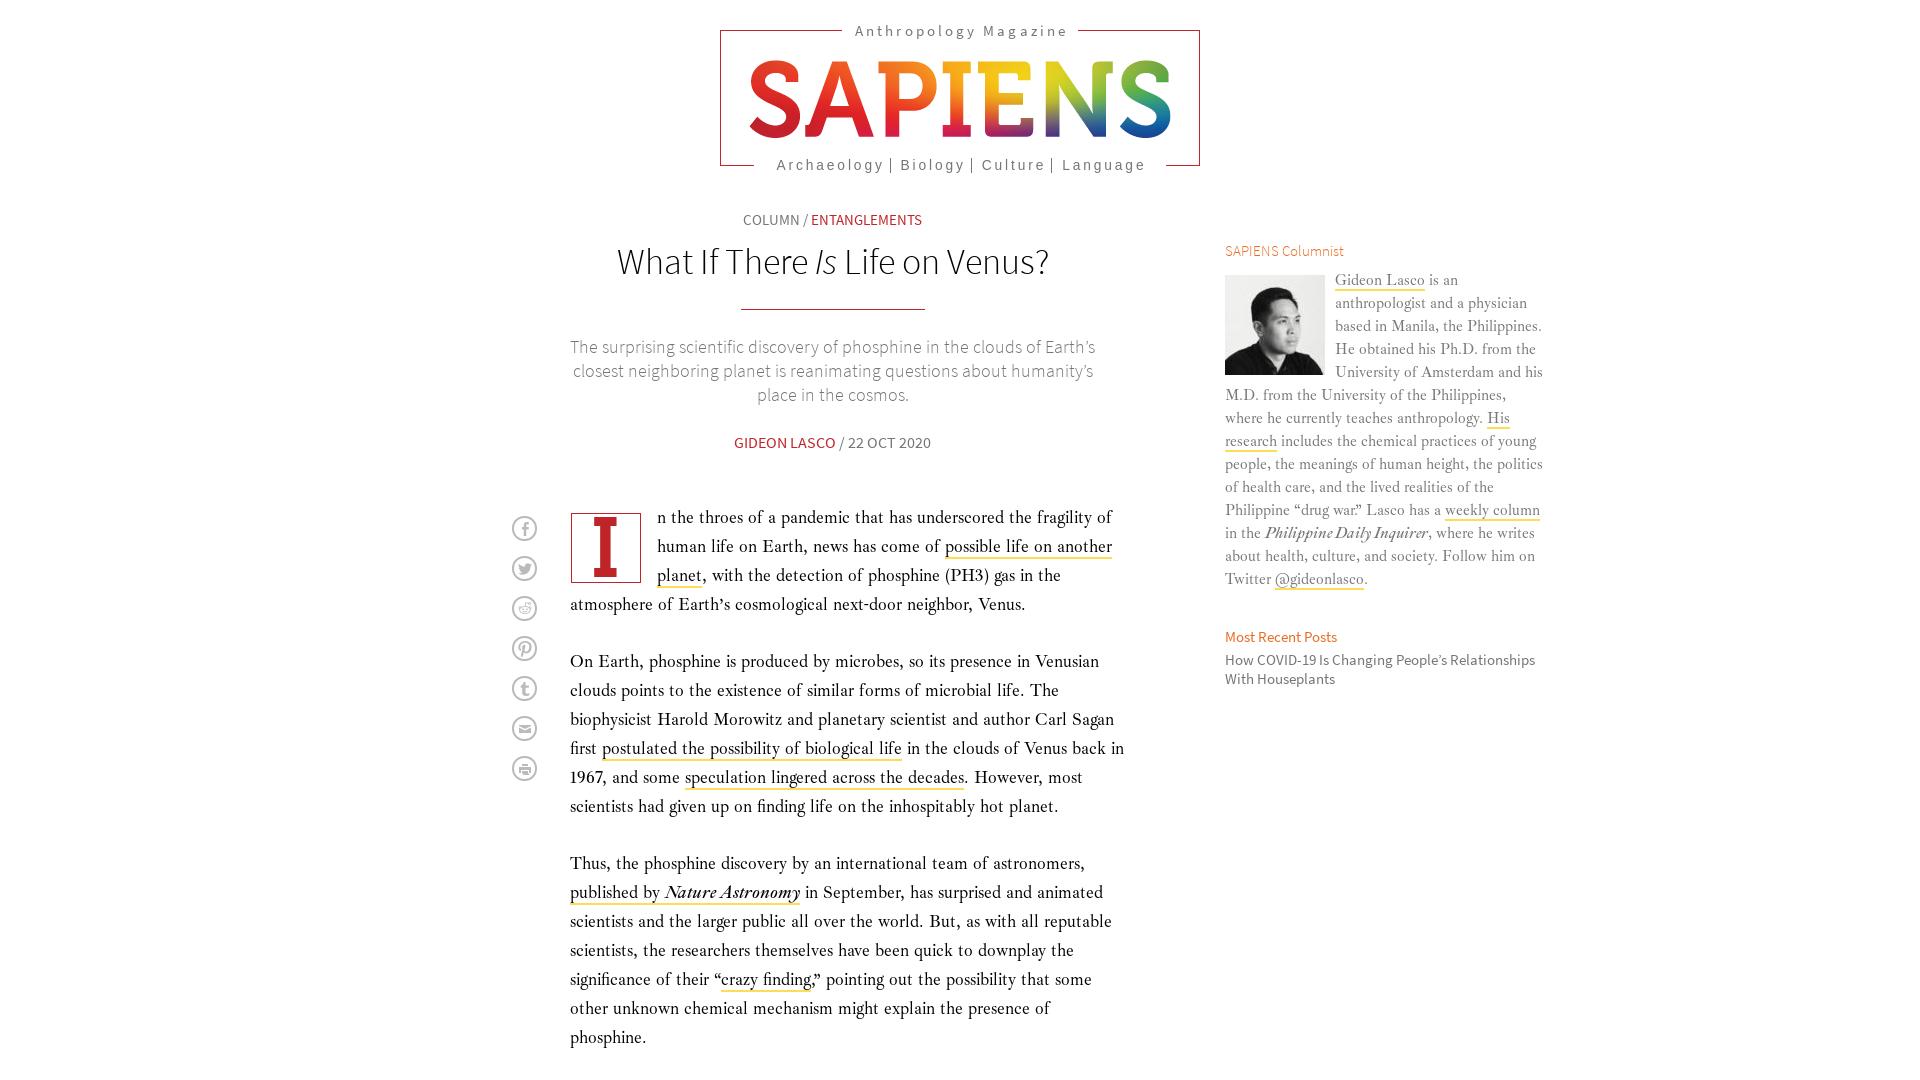 Anthropology Magazine
SAPIENS
Archaeology | Biology | Culture | Language
COLUMN / ENTANGLEMENTS
What If There Is Life on Venus?
The surprising scientific discovery of phosphine in the clouds of Earth’s
closest neighboring planet is reanimating questions about humanity’s
place in the cosmos.
GIDEON LASCO / 22 OCT 2020
In the throes of a pandemic that has underscored the fragility of
human life on Earth, news has come of possible life on another
planet, with the detection of phosphine (PH3) gas in the
atmosphere of Earth’s cosmological next-door neighbor, Venus.
On Earth, phosphine is produced by microbes, so its presence in Venusian
clouds points to the existence of similar forms of microbial life. The
biophysicist Harold Morowitz and planetary scientist and author Carl Sagan
first postulated the possibility of biological life in the clouds of Venus back in
1967, and some speculation lingered across the decades. However, most
scientists had given up on finding life on the inhospitably hot planet.
Thus, the phosphine discovery by an international team of astronomers,
published by Nature Astronomy in September, has surprised and animated
scientists and the larger public all over the world. But, as with all reputable
scientists, the researchers themselves have been quick to downplay the
significance of their “crazy finding,” pointing out the possibility that some
other unknown chemical mechanism might explain the presence of
phosphine.
SAPIENS Columnist
Gideon Lasco is an
anthropologist and a physician
based in Manila, the Philippines.
He obtained his Ph.D. from the
University of Amsterdam and his
M.D. from the University of the Philippines,
where he currently teaches anthropology. His
research includes the chemical practices of young
people, the meanings of human height, the politics
of health care, and the lived realities of the
Philippine “drug war.” Lasco has a weekly column
in the Philippine Daily Inquirer, where he writes
about health, culture, and society. Follow him on
Twitter @gideonlasco.
Most Recent Posts
How COVID-19 Is Changing People’s Relationships
With Houseplants